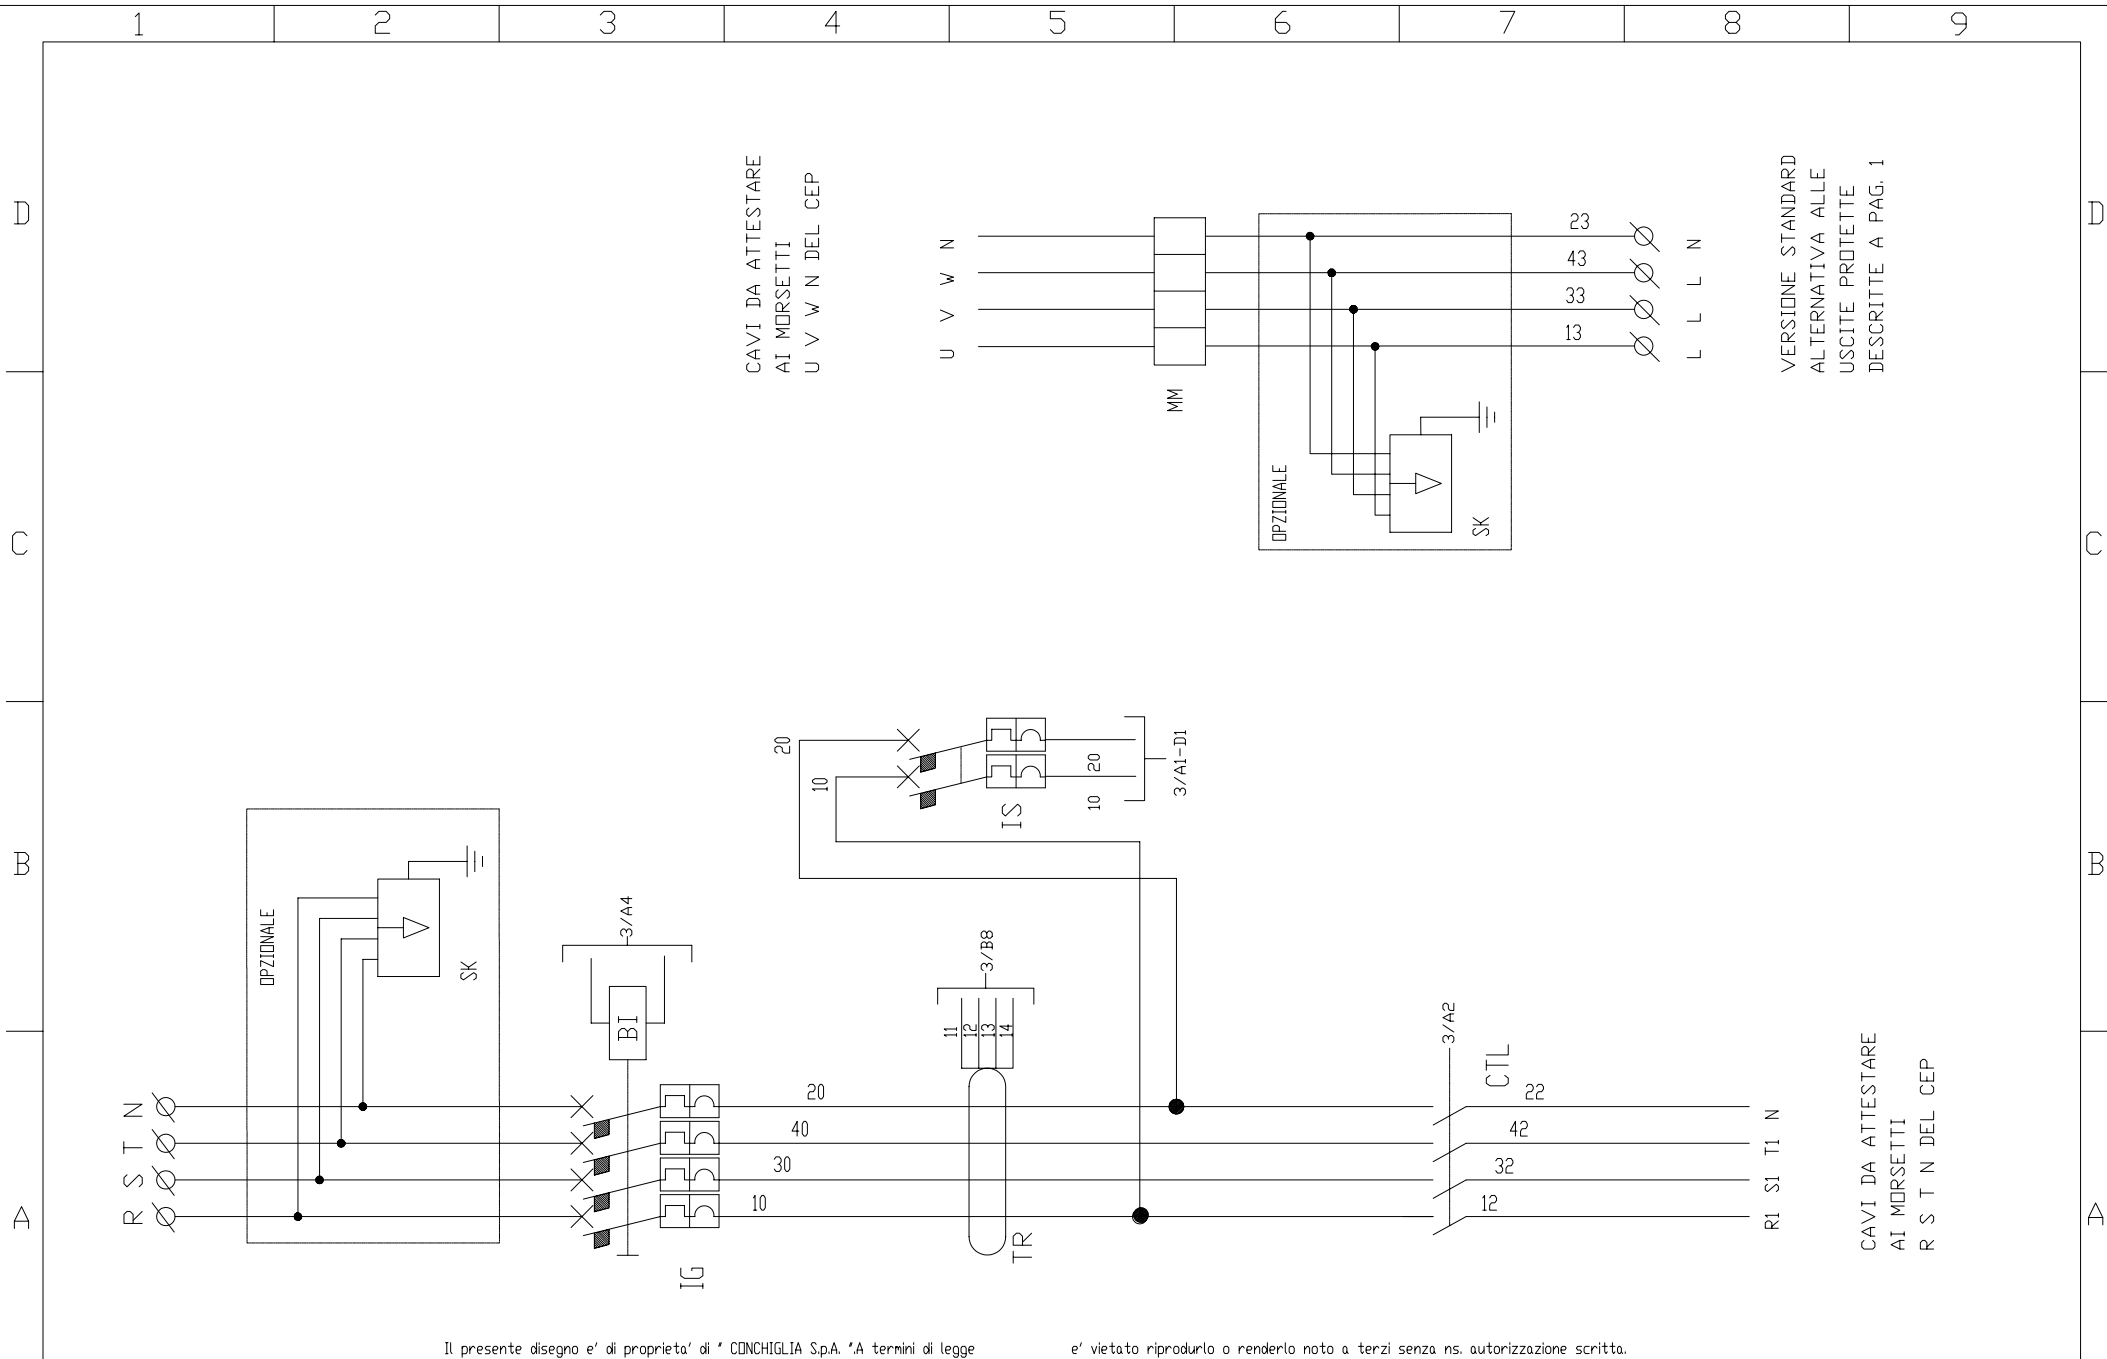 1 2 3 4 5 6 7 8 9
D
CAVI DA ATTESTARE
AI MORSETTI
U V W N DEL CEP
N
W
V
U
MM
23
43
33
13
N
L
L
L
VERSIONE STANDARD
ALTERNATIVA ALLE
USCITE PROTETTE
DESCRITTE A PAG. 1
D
OPZIONALE
SK
C
C
20
10
IS
20
10
3/A1-D1
B
B
OPZIONALE
SK
3/A4
BI
3/B8
11
12
13
14
TR
3/A2
CTL
N
T
S
R
IG
20
40
30
10
22
42
32
12
N
T1
S1
R1
CAVI DA ATTESTARE
AI MORSETTI
R S T N DEL CEP
A
A
Il presente disegno e' di proprieta' di " CONCHIGLIA S.p.A. ".A termini di legge e' vietato riprodurlo o renderlo noto a terzi senza ns. autorizzazione scritta.